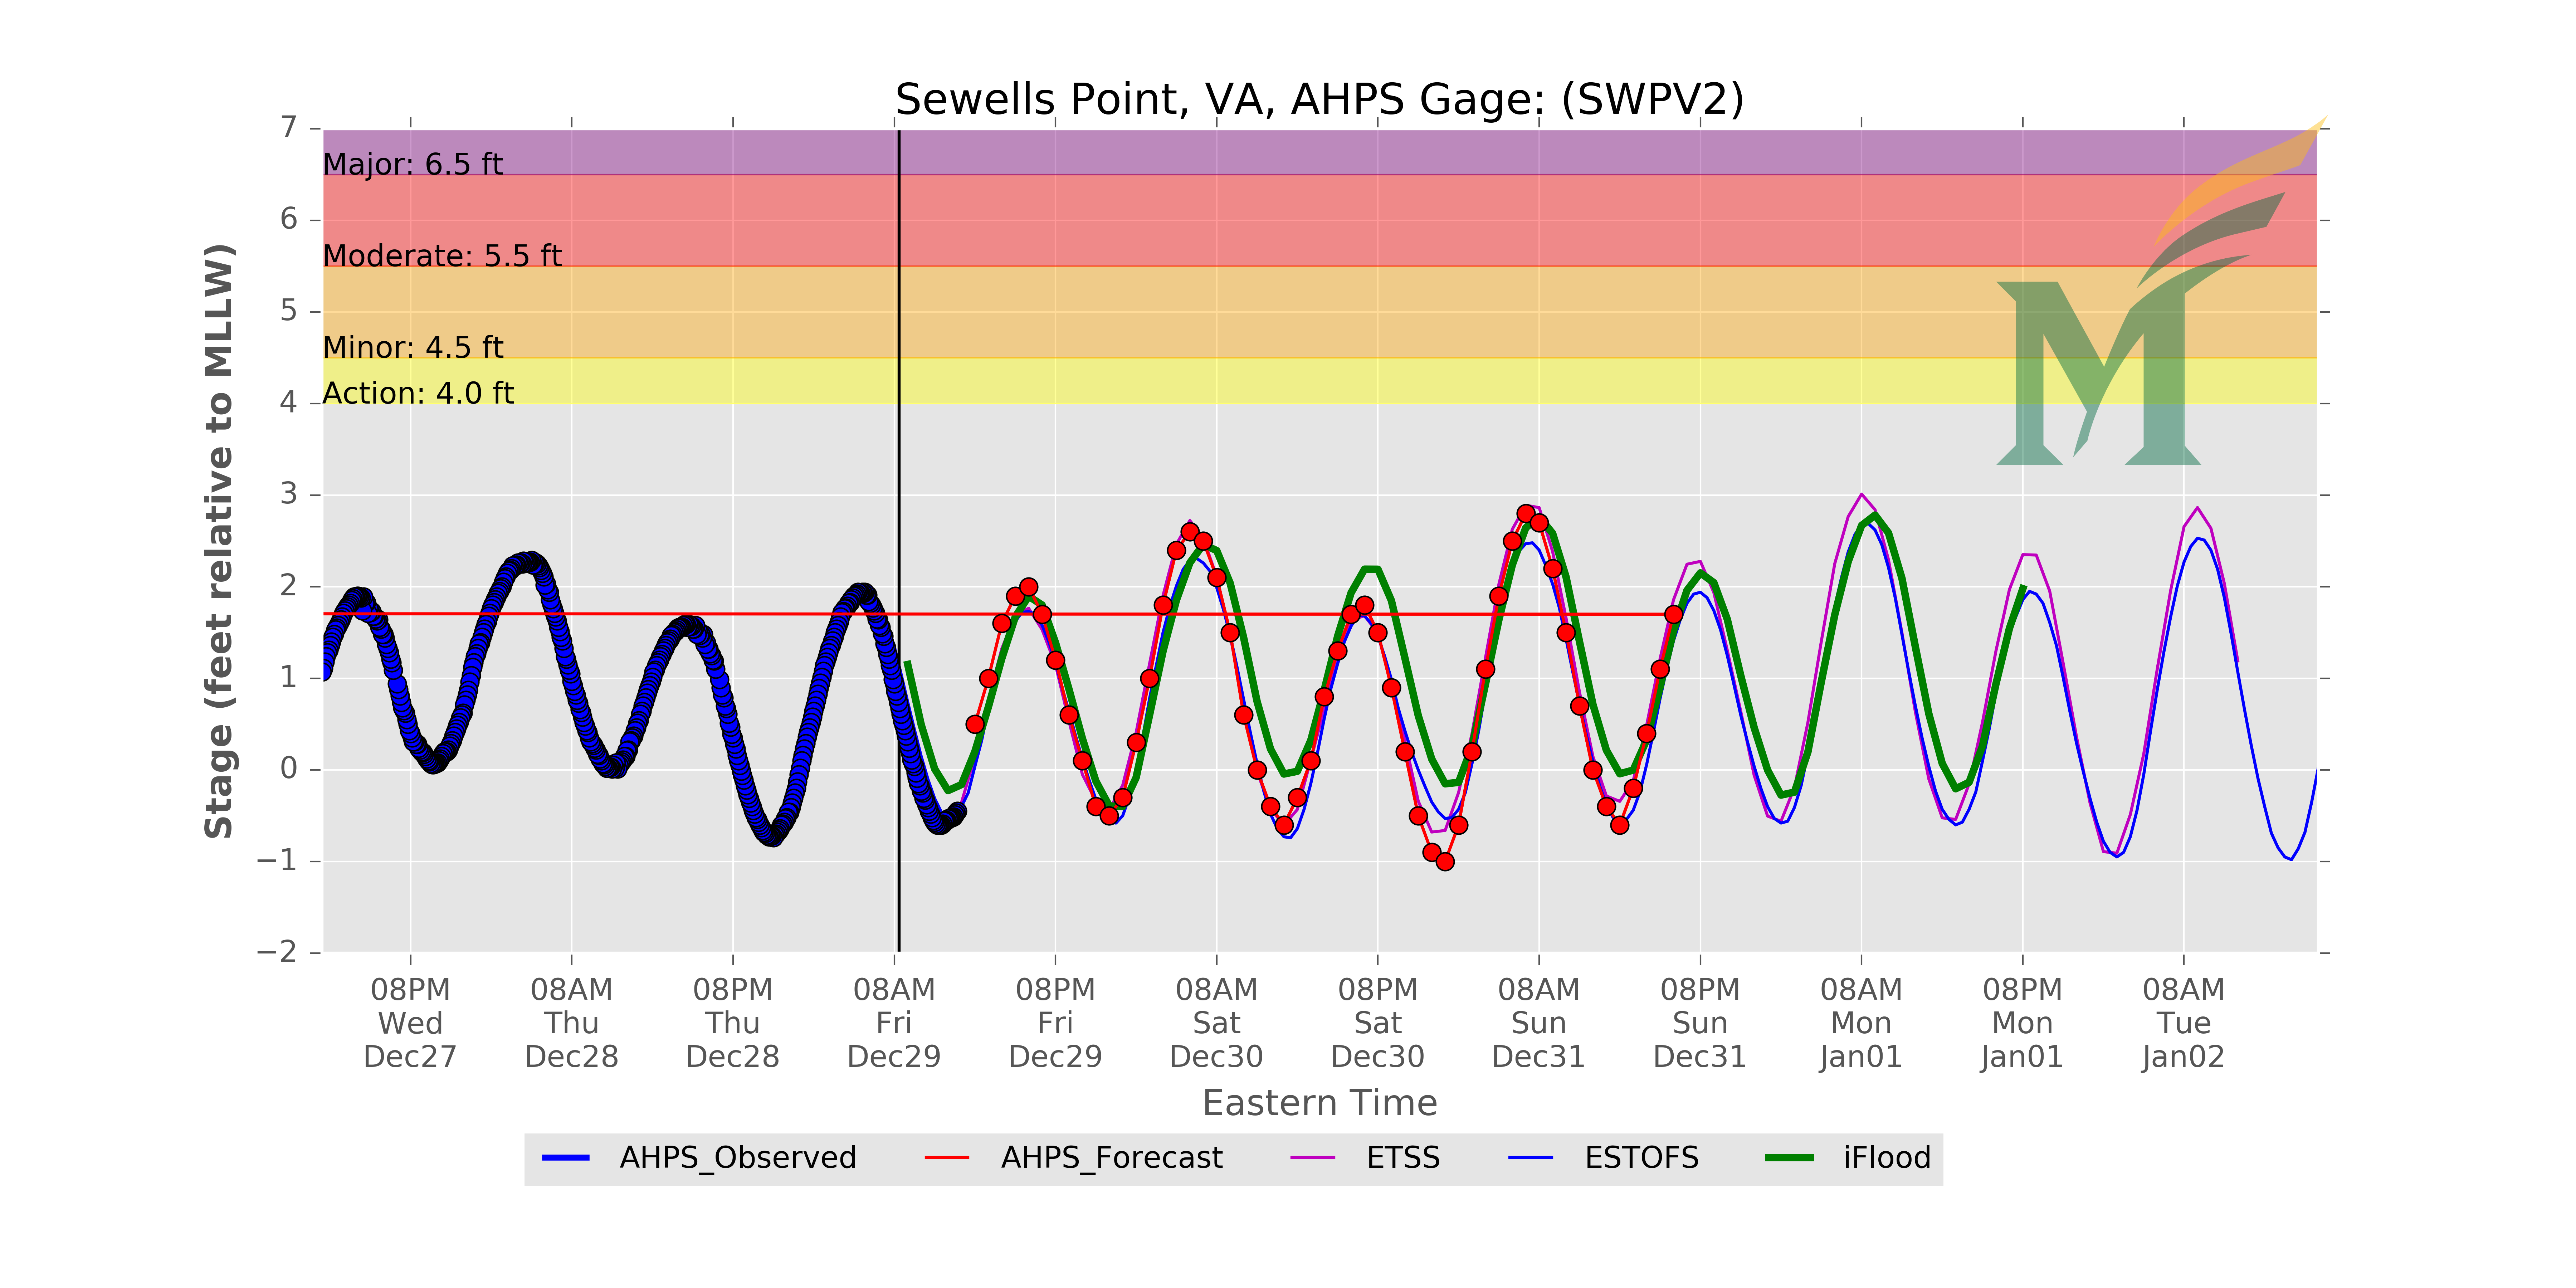 Sewells Point, VA, AHPS Gage: (SWPV2)
7
6
5
4
3
2
1
0
−1
−2
Stage (feet relative to MLLW)
Major: 6.5 ft
Moderate: 5.5 ft
Minor: 4.5 ft
Action: 4.0 ft
M
08PM
Wed
Dec27
08AM
Thu
Dec28
08PM
Thu
Dec28
08AM
Fri
Dec29
08PM
Fri
Dec29
08AM
Sat
Dec30
08PM
Sat
Dec30
08AM
Sun
Dec31
08PM
Sun
Dec31
08AM
Mon
Jan01
08PM
Mon
Jan01
08AM
Tue
Jan02
Eastern Time
AHPS_Observed AHPS_Forecast ETSS ESTOFS iFlood